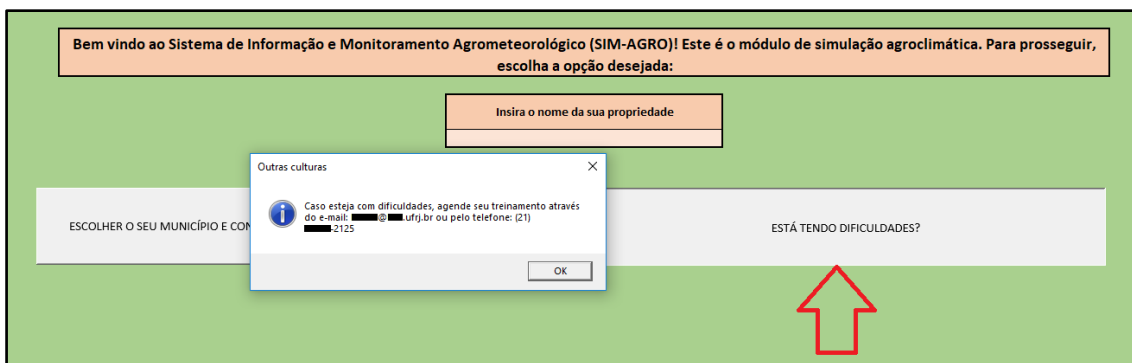 Bem vindo ao Sistema de Informação e Monitoramento Agrometeorológico (SIM-AGRO)! Este é o módulo de simulação agroclimática. Para prosseguir,
escolha a opção desejada:
Insira o nome da sua propriedade
Outras culturas
Caso esteja com dificuldades, agende seu treinamento através
do e-mail: @ .ufrj.br ou pelo telefone: (21)
-2125
ESCOLHER O SEU MUNICÍPIO E
ESTÁ TENDO DIFICULDADES?
OK